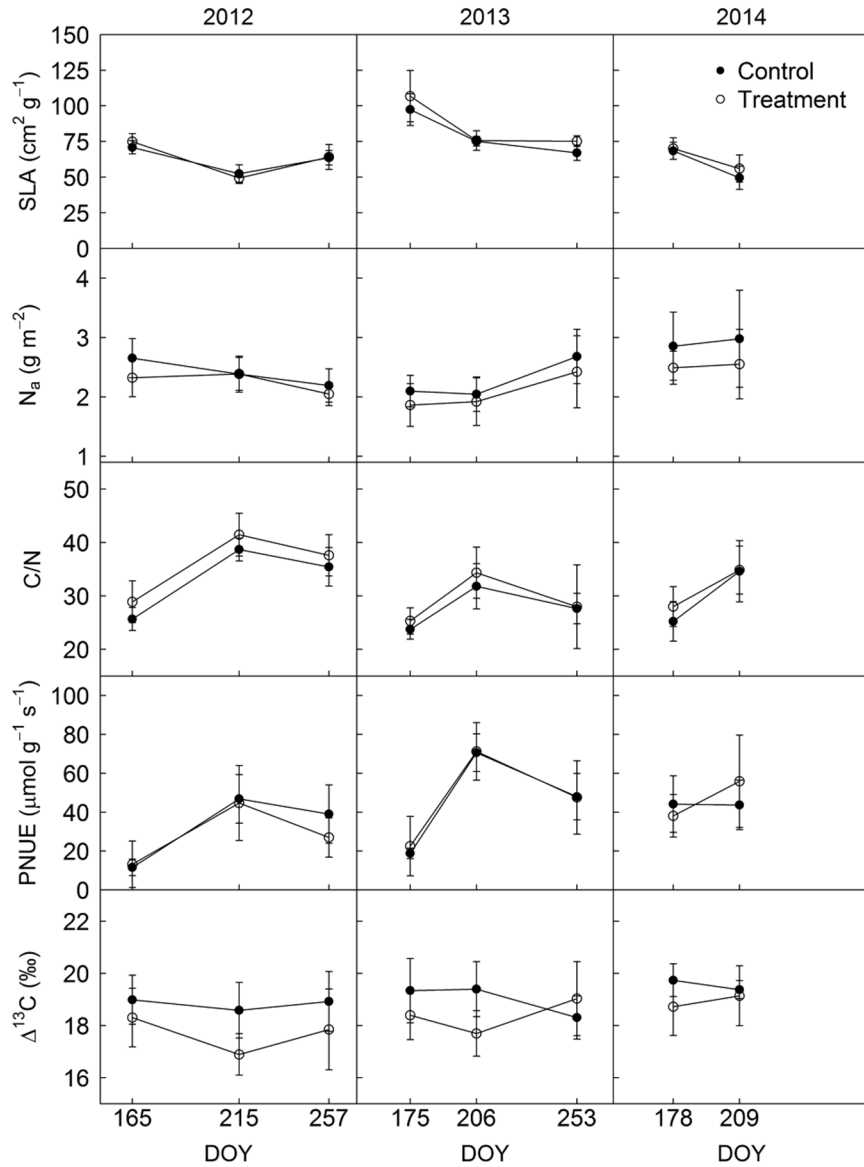 2012 2013 2014
150
125
100
75
50
25
0
SLA (cm² g⁻¹)
Control
Treatment
4
3
2
1
Nₐ (g m⁻²)
50
40
30
20
C/N
100
80
60
40
20
0
PNUE (μmol g⁻¹ s⁻¹)
22
20
18
16
Δ¹³C (‰)
165 215 257 175 206 253 178 209
DOY DOY DOY